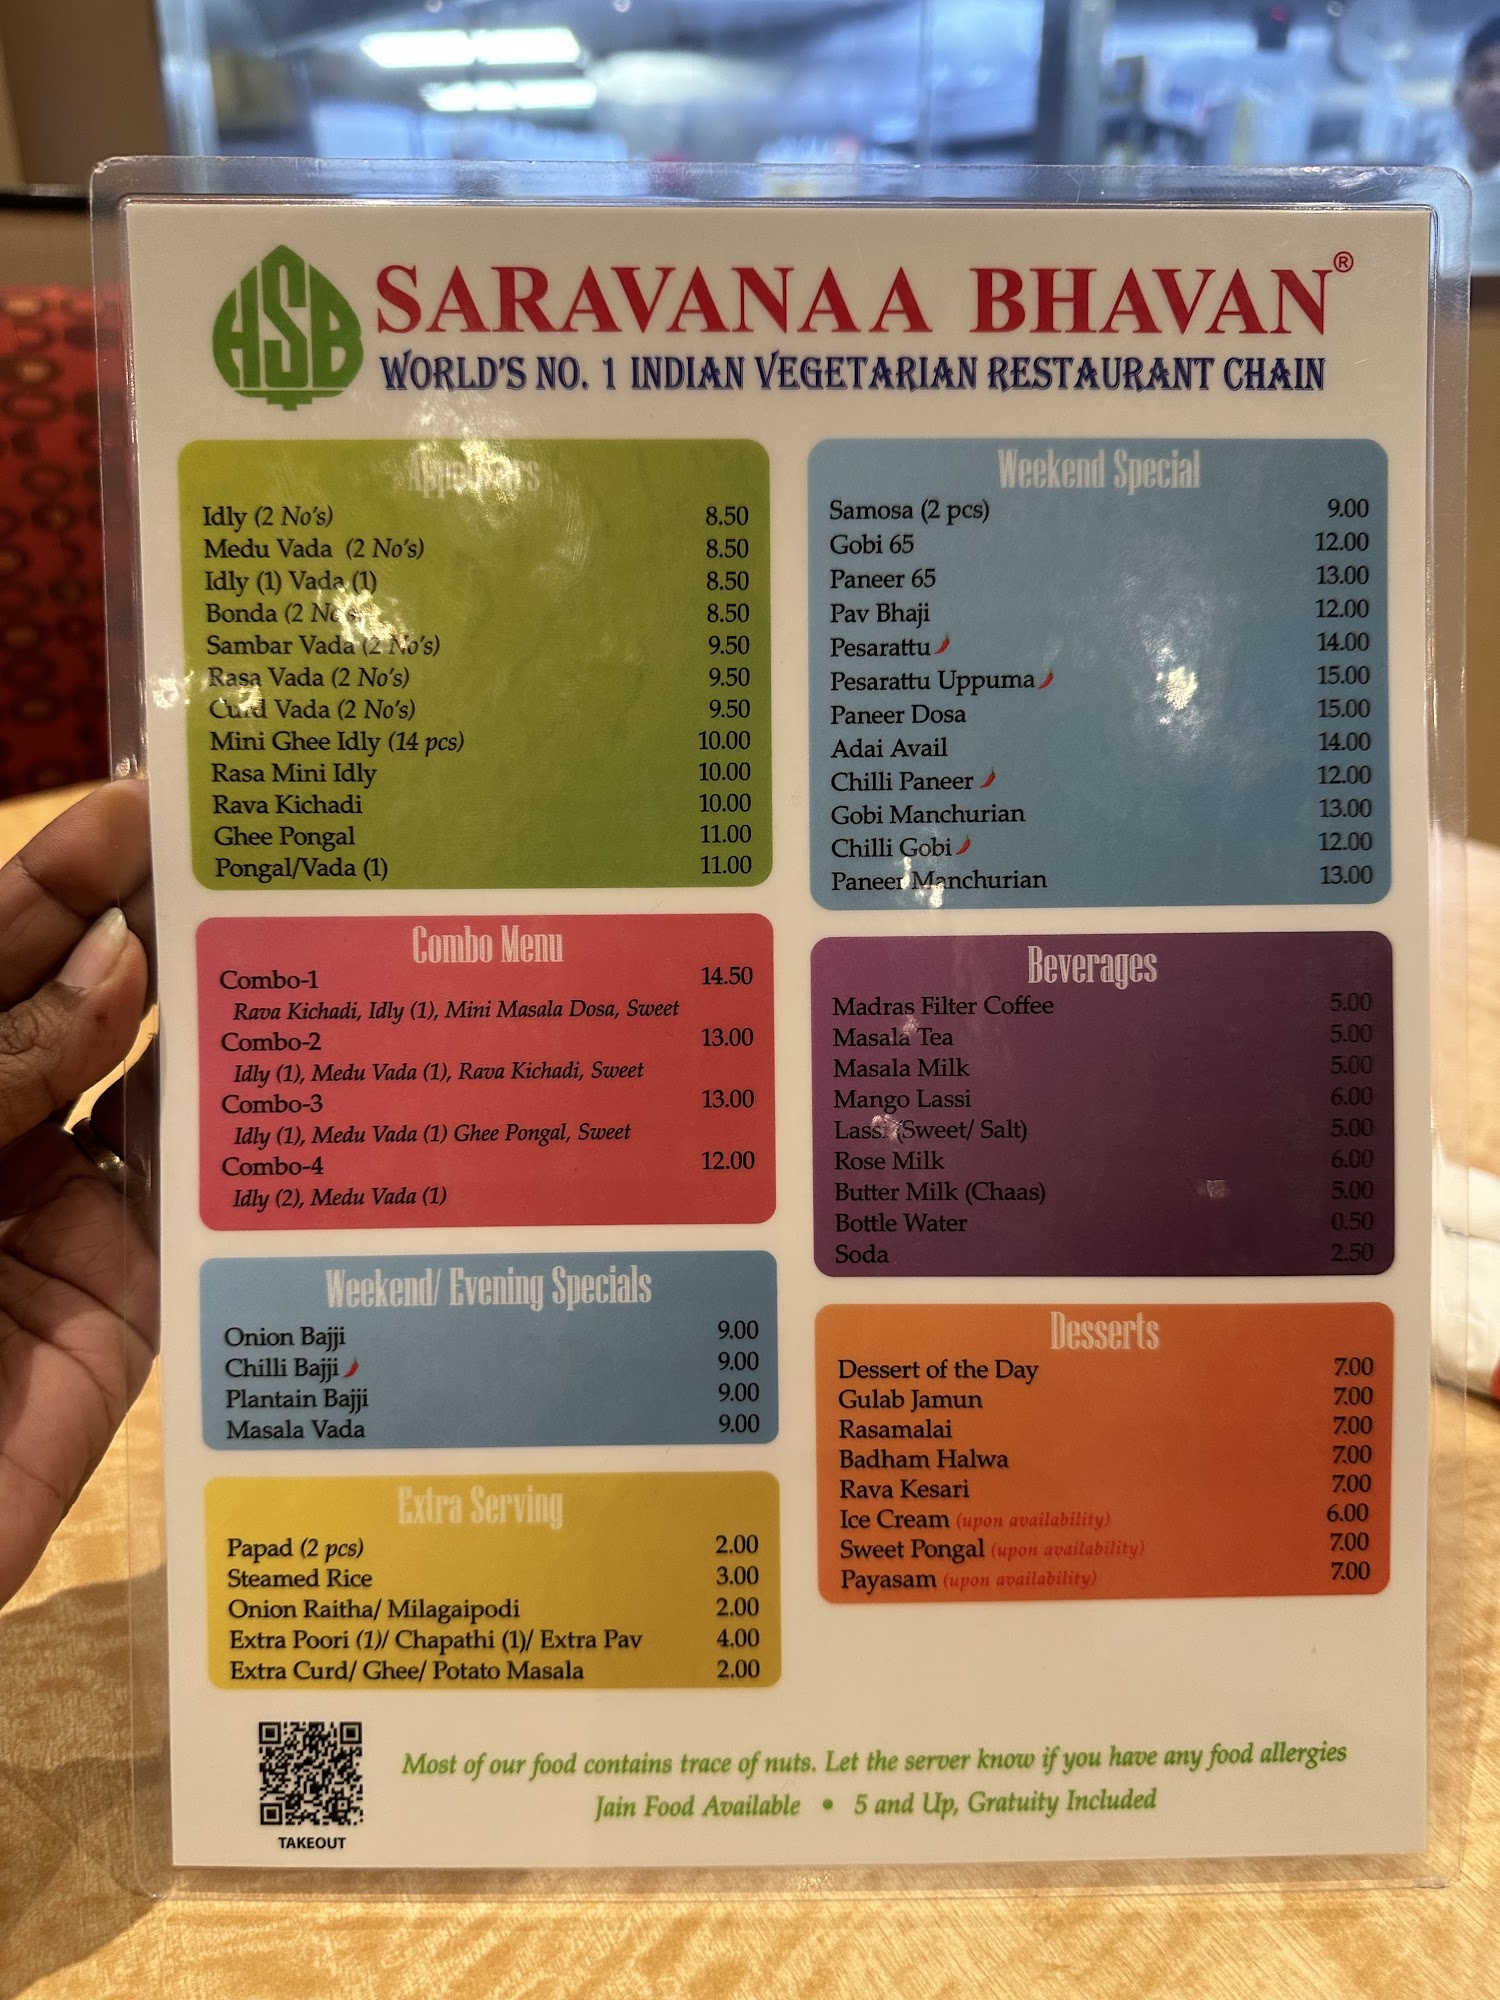 HSB
SARAVANAA BHAVAN®
WORLD'S NO. 1 INDIAN VEGETARIAN RESTAURANT CHAIN
Appetizers
Idly (2 No's) 8.50
Medu Vada (2 No's) 8.50
Idly (1) Vada (1) 8.50
Bonda (2 No's) 8.50
Sambar Vada (2 No's) 9.50
Rasa Vada (2 No's) 9.50
Curd Vada (2 No's) 9.50
Mini Ghee Idly (14 pcs) 10.00
Rasa Mini Idly 10.00
Rava Kichadi 10.00
Ghee Pongal 11.00
Pongal/Vada (1) 11.00
Combo Menu
Combo-1 14.50
Rava Kichadi, Idly (1), Mini Masala Dosa, Sweet
Combo-2 13.00
Idly (1), Medu Vada (1), Rava Kichadi, Sweet
Combo-3 13.00
Idly (1), Medu Vada (1) Ghee Pongal, Sweet
Combo-4 12.00
Idly (2), Medu Vada (1)
Weekend/ Evening Specials
Onion Bajji 9.00
Chilli Bajji 9.00
Plantain Bajji 9.00
Masala Vada 9.00
Extra Serving
Papad (2 pcs) 2.00
Steamed Rice 3.00
Onion Raitha/ Milagaipodi 2.00
Extra Poori (1)/ Chapathi (1)/ Extra Pav 4.00
Extra Curd/ Ghee/ Potato Masala 2.00
Weekend Special
Samosa (2 pcs) 9.00
Gobi 65 12.00
Paneer 65 13.00
Pav Bhaji 12.00
Pesarattu 14.00
Pesarattu Uppuma 15.00
Paneer Dosa 15.00
Adai Avail 14.00
Chilli Paneer 12.00
Gobi Manchurian 13.00
Chilli Gobi 12.00
Paneer Manchurian 13.00
Beverages
Madras Filter Coffee 5.00
Masala Tea 5.00
Masala Milk 5.00
Mango Lassi 6.00
Lassi (Sweet/ Salt) 5.00
Rose Milk 6.00
Butter Milk (Chaas) 5.00
Bottle Water 0.50
Soda 2.50
Desserts
Dessert of the Day 7.00
Gulab Jamun 7.00
Rasamalai 7.00
Badham Halwa 7.00
Rava Kesari 7.00
Ice Cream (upon availability) 6.00
Sweet Pongal (upon availability) 7.00
Payasam (upon availability) 7.00
Most of our food contains trace of nuts. Let the server know if you have any food allergies
Jain Food Available • 5 and Up, Gratuity Included
TAKEOUT